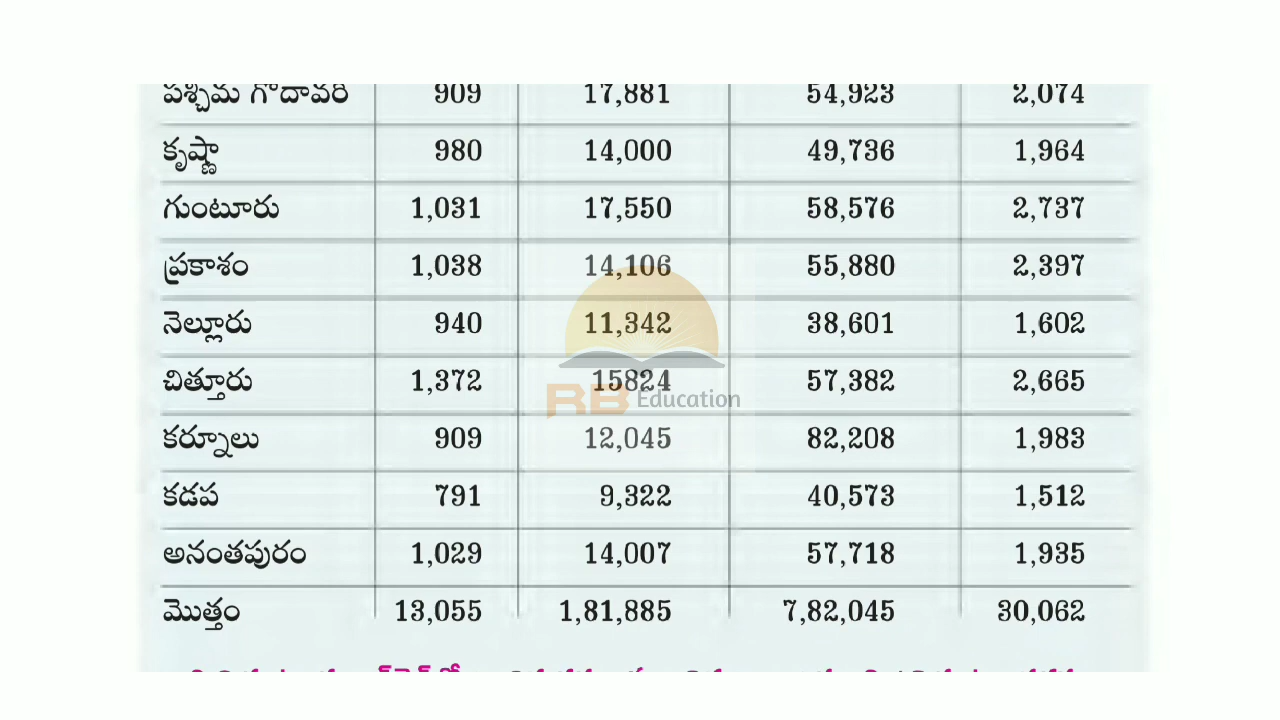 పశ్చిమ గోదావరి 909 17,881 54,923 2,074
కృష్ణా 980 14,000 49,736 1,964
గుంటూరు 1,031 17,550 58,576 2,737
ప్రకాశం 1,038 14,106 55,880 2,397
నెల్లూరు 940 11,342 38,601 1,602
చిత్తూరు 1,372 15824 57,382 2,665
RB Education
కర్నూలు 909 12,045 82,208 1,983
కడప 791 9,322 40,573 1,512
అనంతపురం 1,029 14,007 57,718 1,935
మొత్తం 13,055 1,81,885 7,82,045 30,062